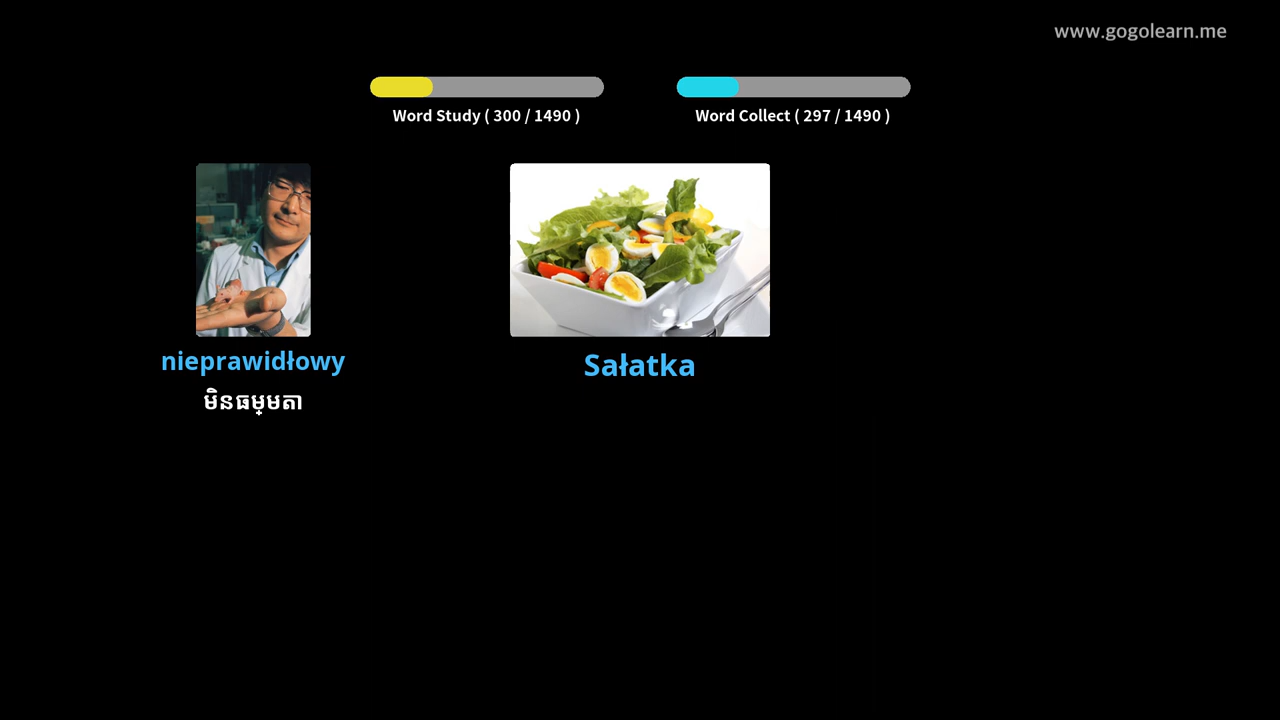 www.gogolearn.me
Word Study ( 300 / 1490 )
Word Collect ( 297 / 1490 )
nieprawidłowy
Sałatka
មិនធម្មតា